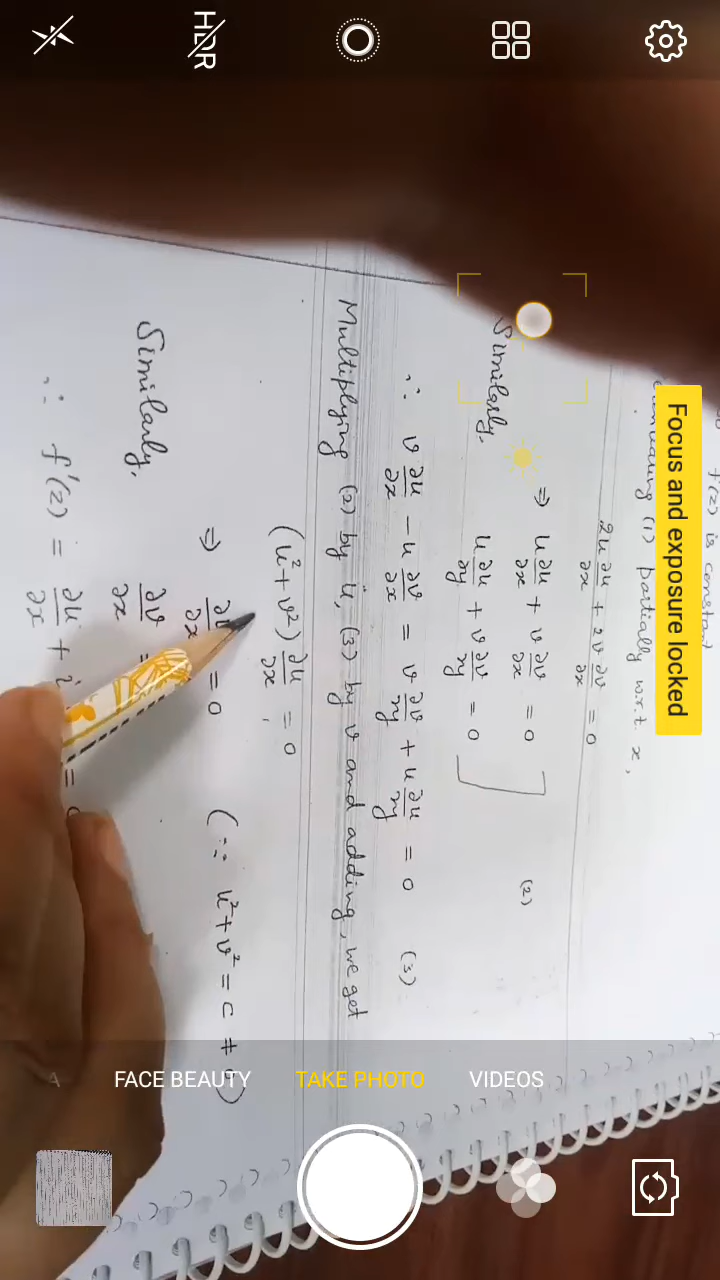 HDR
Focus and exposure locked
f(z) is constant
(1) partially w.r.t. x,
2u ∂u/∂x + 2v ∂v/∂x = 0
⇒ u ∂u/∂x + v ∂v/∂x = 0 (2)
Similarly, u ∂u/∂y + v ∂v/∂y = 0
∴ v ∂u/∂x - u ∂v/∂x = v ∂v/∂y + u ∂u/∂y = 0 (3)
Multiplying (2) by u, (3) by v and adding, we get
(u² + v²) ∂u/∂x = 0
⇒ = 0 (∵ u² + v² = c ≠ 0)
Similarly, ∂v/∂x =
∴ f'(z) = ∂u/∂x + i =
A FACE BEAUTY TAKE PHOTO VIDEOS